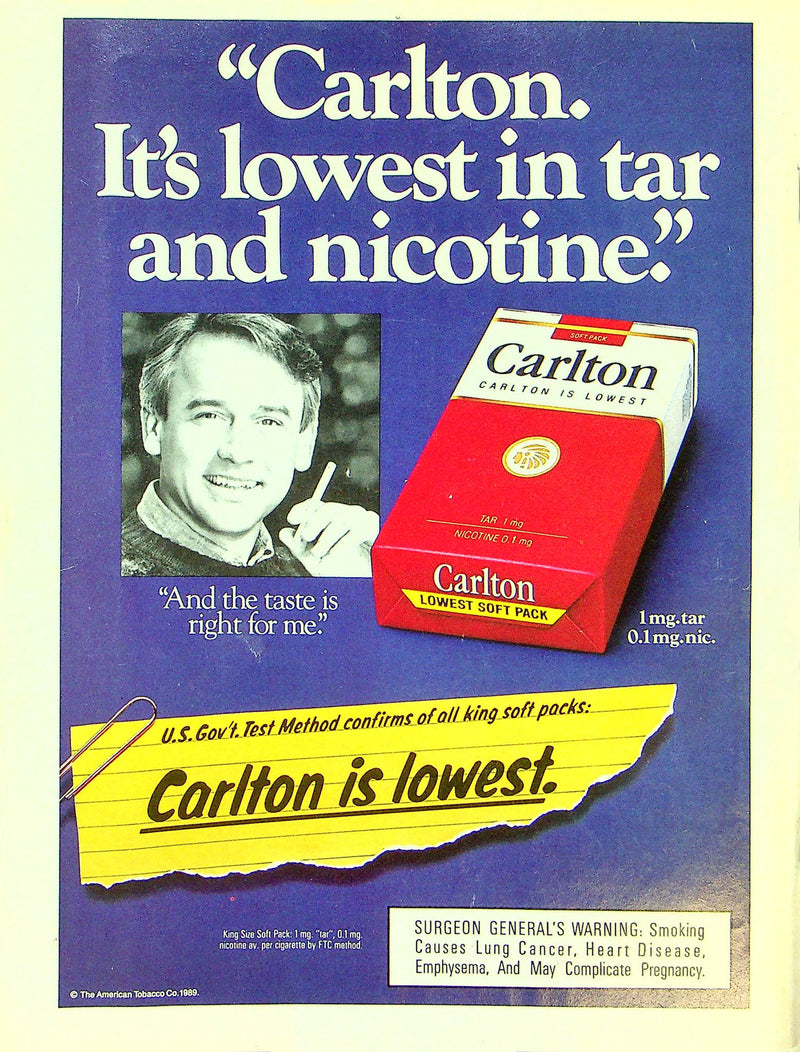 “Carlton.
It’s lowest in tar
and nicotine.”
SOFT PACK
Carlton
CARLTON IS LOWEST
TAR 1 mg
NICOTINE 0.1 mg
Carlton
LOWEST SOFT PACK
“And the taste is
right for me.”
1 mg. tar
0.1 mg. nic.
U.S. Gov’t. Test Method confirms of all king soft packs:
Carlton is lowest.
King Size Soft Pack: 1 mg. "tar", 0.1 mg.
nicotine av. per cigarette by FTC method.
SURGEON GENERAL’S WARNING: Smoking
Causes Lung Cancer, Heart Disease,
Emphysema, And May Complicate Pregnancy.
© The American Tobacco Co. 1989.